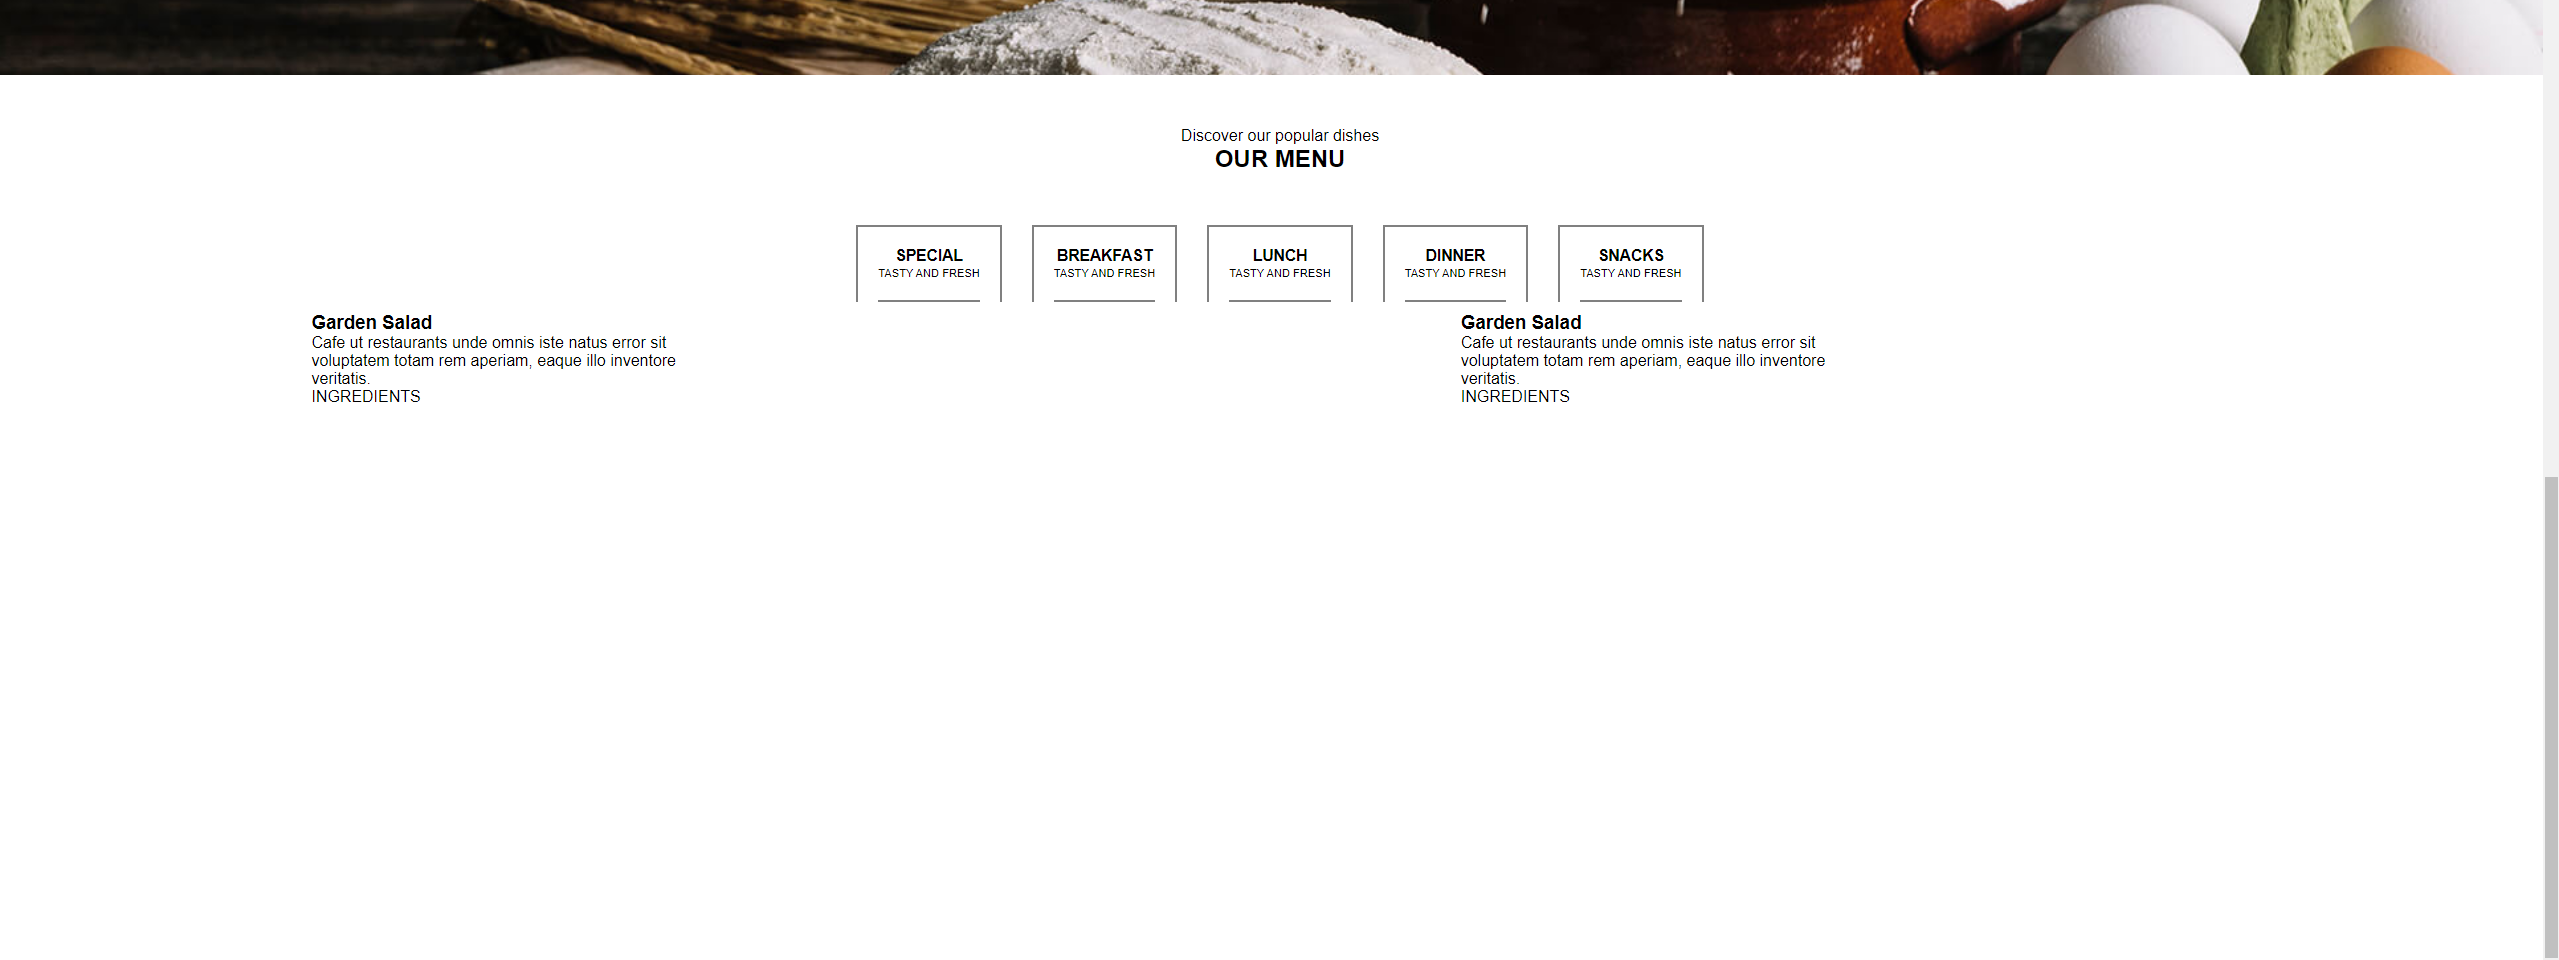 Discover our popular dishes
OUR MENU
SPECIAL
TASTY AND FRESH
BREAKFAST
TASTY AND FRESH
LUNCH
TASTY AND FRESH
DINNER
TASTY AND FRESH
SNACKS
TASTY AND FRESH
Garden Salad
Cafe ut restaurants unde omnis iste natus error sit
voluptatem totam rem aperiam, eaque illo inventore
veritatis.
INGREDIENTS
Garden Salad
Cafe ut restaurants unde omnis iste natus error sit
voluptatem totam rem aperiam, eaque illo inventore
veritatis.
INGREDIENTS